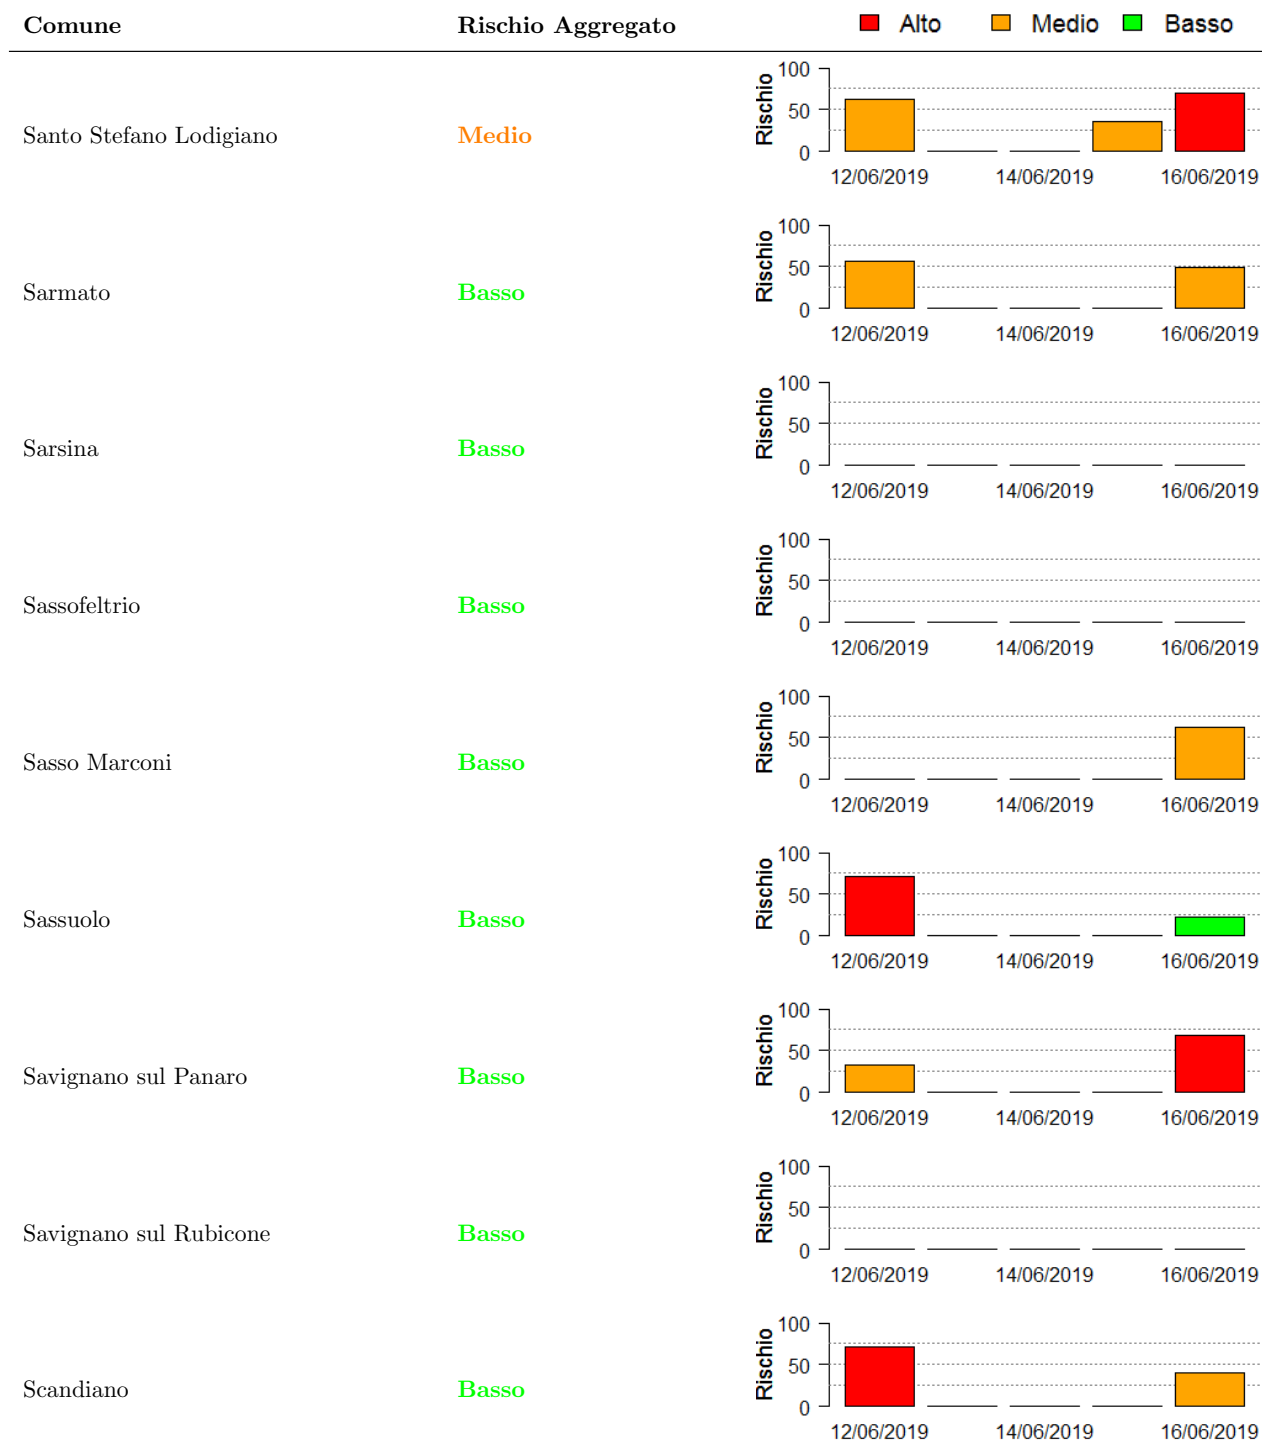 Comune Rischio Aggregato Alto Medio Basso
Santo Stefano Lodigiano Medio Rischio 100 50 0
12/06/2019 14/06/2019 16/06/2019
Sarmato Basso Rischio 100 50 0
12/06/2019 14/06/2019 16/06/2019
Sarsina Basso Rischio 100 50 0
12/06/2019 14/06/2019 16/06/2019
Sassofeltrio Basso Rischio 100 50 0
12/06/2019 14/06/2019 16/06/2019
Sasso Marconi Basso Rischio 100 50 0
12/06/2019 14/06/2019 16/06/2019
Sassuolo Basso Rischio 100 50 0
12/06/2019 14/06/2019 16/06/2019
Savignano sul Panaro Basso Rischio 100 50 0
12/06/2019 14/06/2019 16/06/2019
Savignano sul Rubicone Basso Rischio 100 50 0
12/06/2019 14/06/2019 16/06/2019
Scandiano Basso Rischio 100 50 0
12/06/2019 14/06/2019 16/06/2019